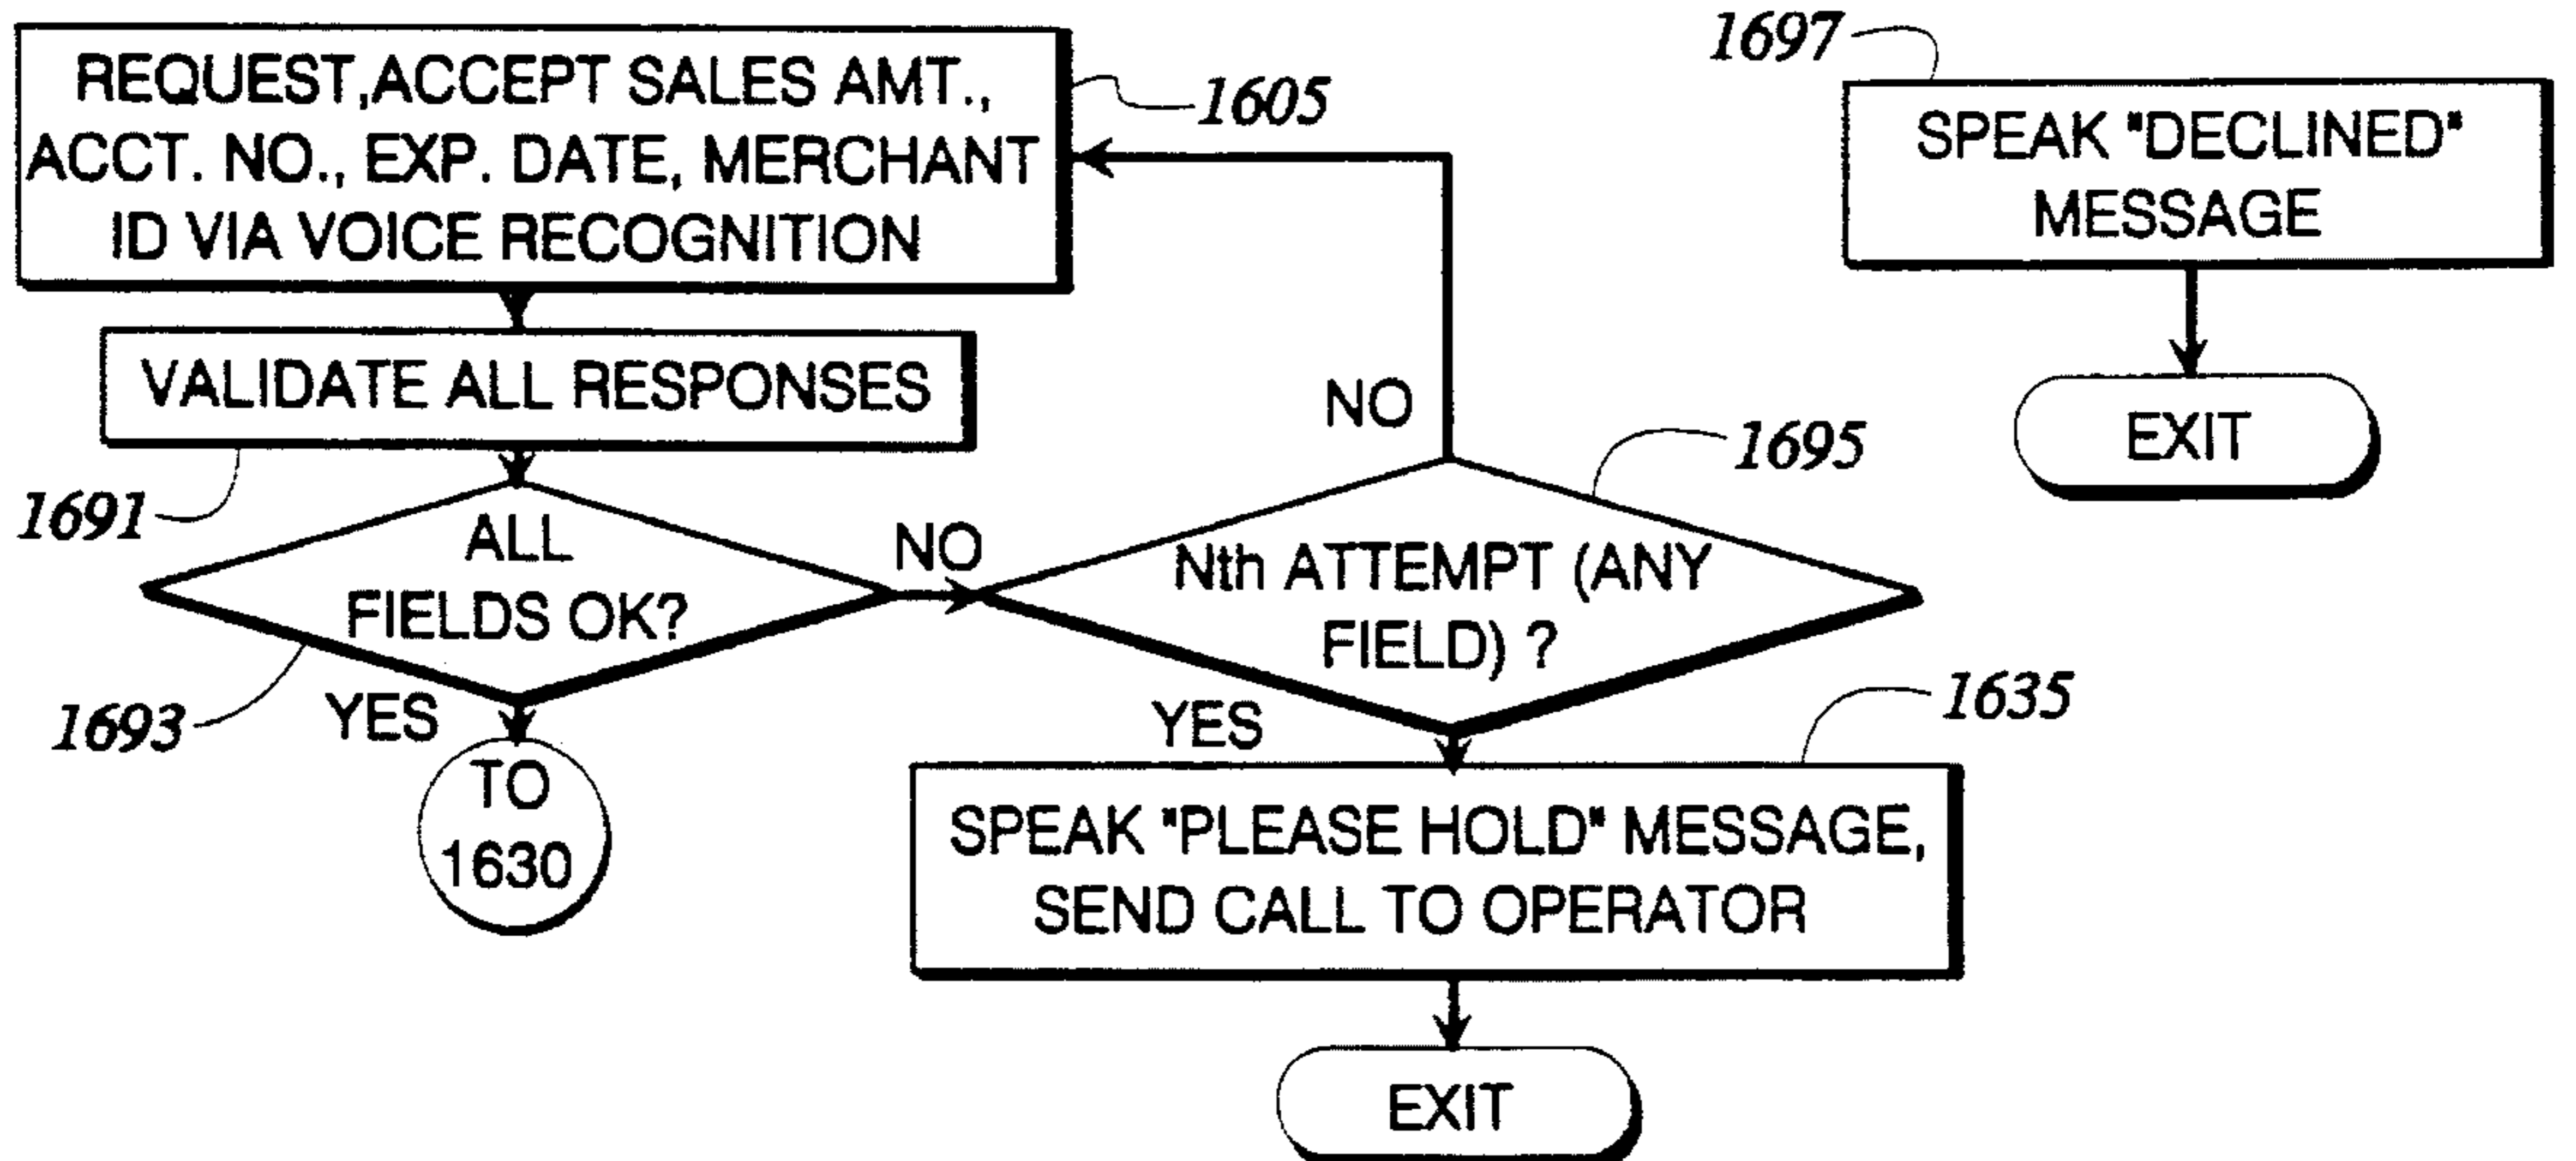 REQUEST,ACCEPT SALES AMT.,
ACCT. NO., EXP. DATE, MERCHANT
ID VIA VOICE RECOGNITION
1605
VALIDATE ALL RESPONSES
1691
ALL
FIELDS OK?
1693
NO
YES
TO
1630
Nth ATTEMPT (ANY
FIELD) ?
1695
NO
YES
SPEAK "PLEASE HOLD" MESSAGE,
SEND CALL TO OPERATOR
1635
EXIT
1697
SPEAK "DECLINED"
MESSAGE
EXIT